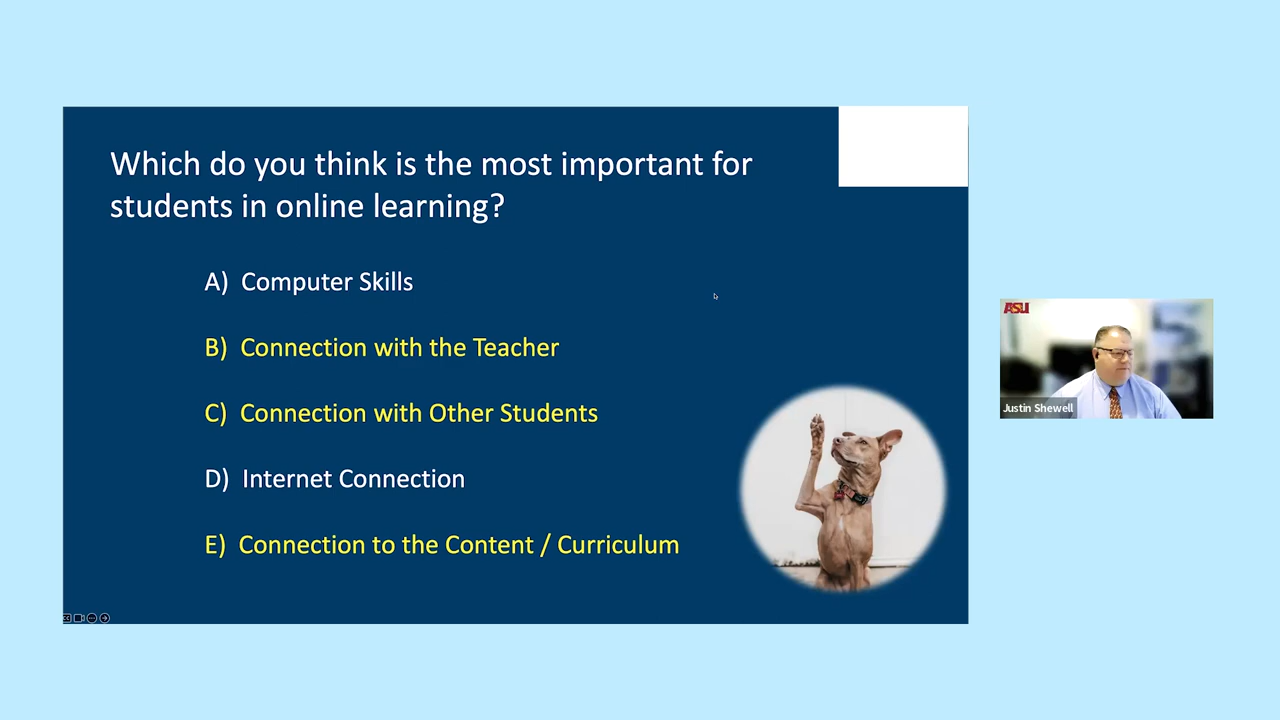 Which do you think is the most important for
students in online learning?
A) Computer Skills
B) Connection with the Teacher
C) Connection with Other Students
D) Internet Connection
E) Connection to the Content / Curriculum
ASU
Justin Shewell